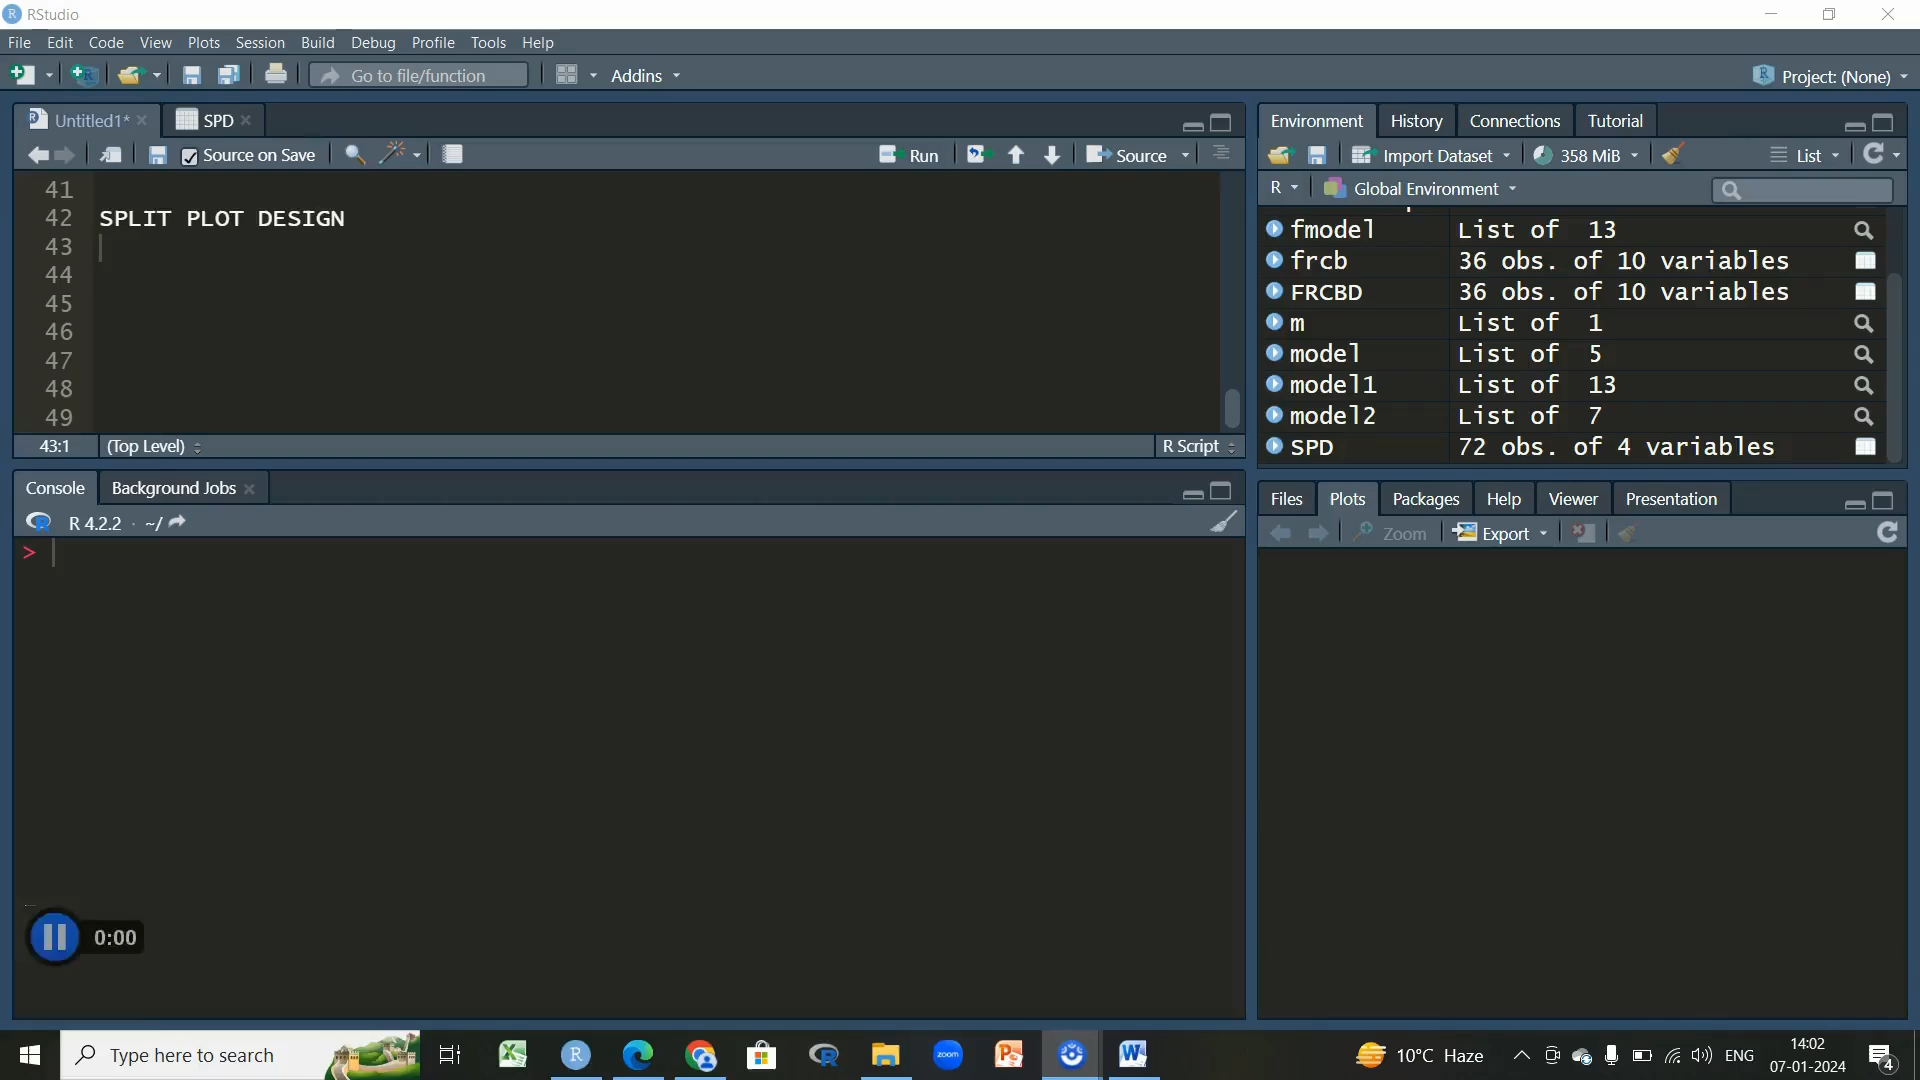 RStudio
File Edit Code View Plots Session Build Debug Profile Tools Help
Go to file/function Addins Project: (None)
Untitled1* SPD
Source on Save Run Source
41
42 SPLIT PLOT DESIGN
43
44
45
46
47
48
49
43:1 (Top Level) R Script
Environment History Connections Tutorial
Import Dataset 358 MiB List
R Global Environment
fmodel List of 13
frcb 36 obs. of 10 variables
FRCBD 36 obs. of 10 variables
m List of 1
model List of 5
model1 List of 13
model2 List of 7
SPD 72 obs. of 4 variables
Console Background Jobs
R 4.2.2 · ~/
>
0:00
Files Plots Packages Help Viewer Presentation
Zoom Export
Type here to search
zoom
10°C Haze
ENG
14:02
07-01-2024
4